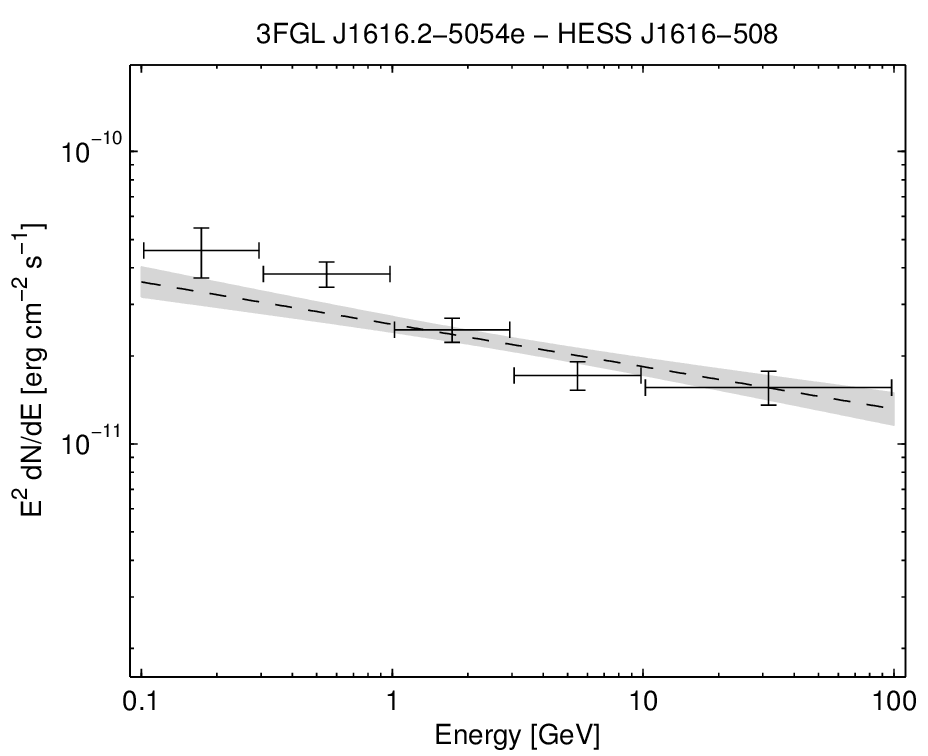 3FGL J1616.2−5054e − HESS J1616−508
10⁻¹⁰
10⁻¹¹
E² dN/dE [erg cm⁻² s⁻¹]
0.1 1 10 100
Energy [GeV]